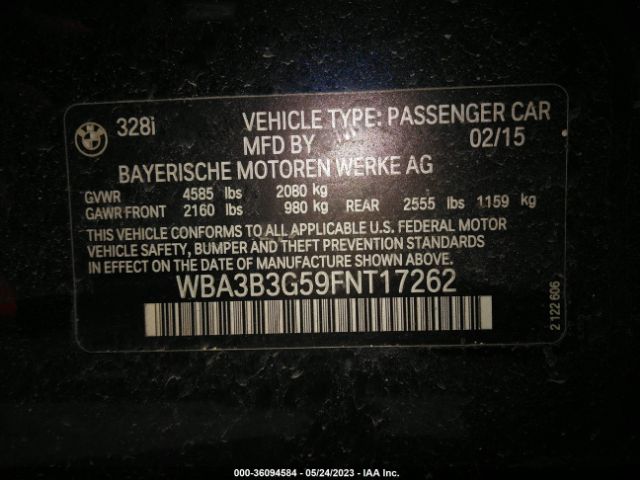 BMW
328i VEHICLE TYPE: PASSENGER CAR
MFD BY 02/15
BAYERISCHE MOTOREN WERKE AG
GVWR 4585 lbs 2080 kg
GAWR FRONT 2160 lbs 980 kg REAR 2555 lbs 1159 kg
THIS VEHICLE CONFORMS TO ALL APPLICABLE U.S. FEDERAL MOTOR
VEHICLE SAFETY, BUMPER AND THEFT PREVENTION STANDARDS
IN EFFECT ON THE DATE OF MANUFACTURE SHOWN ABOVE.
WBA3B3G59FNT17262
2 122 606
000-36094584 - 05/24/2023 - IAA Inc.